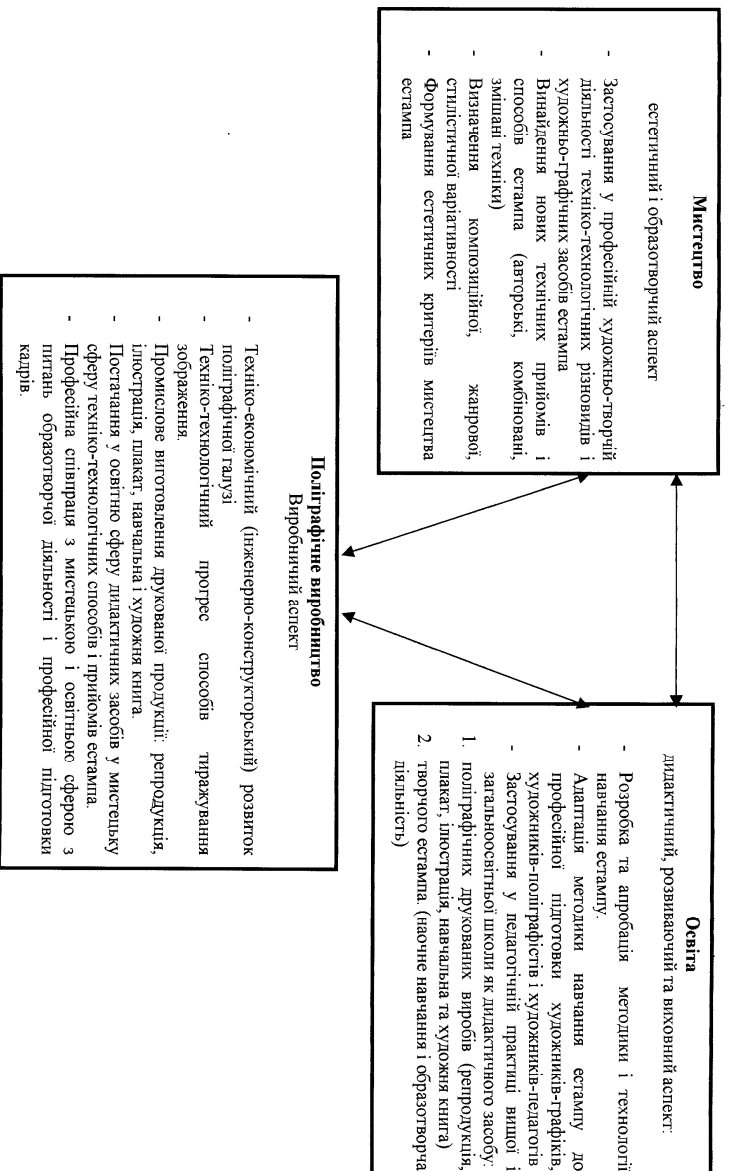 Мистецтво
естетичний і образотворчий аспект
- Застосування у професійній художньо-творчій
діяльності техніко-технологічних різновидів і
художньо-графічних засобів естампа
- Винайдення нових технічних прийомів і
способів естампа (авторські, комбіновані,
змішані техніки)
- Визначення композиційної, жанрової,
стилістичної варіативності
- Формування естетичних критеріїв мистецтва
естампа
Освіта
дидактичний, розвиваючий та виховний аспект:
- Розробка та апробація методики і технології
навчання естампу.
- Адаптація методики навчання естампу до
професійної підготовки художників-графіків,
художників-поліграфістів і художників-педагогів
- Застосування у педагогічній практиці вищої і
загальноосвітньої школи як дидактичного засобу:
1. поліграфічних друкованих виробів (репродукція,
плакат, ілюстрація, навчальна та художня книга)
2. творчого естампа. (наочне навчання і образотворча
діяльність)
Поліграфічне виробництво
Виробничий аспект
- Техніко-економічний (інженерно-конструкторський) розвиток
поліграфічної галузі
- Техніко-технологічний прогрес способів тиражування
зображення.
- Промислове виготовлення друкованої продукції: репродукція,
ілюстрація, плакат, навчальна і художня книга.
- Постачання у освітню сферу дидактичних засобів у мистецьку
сферу техніко-технологічних способів і прийомів естампа.
- Професійна співпраця з мистецькою і освітньою сферою з
питань образотворчої діяльності і професійної підготовки
кадрів.